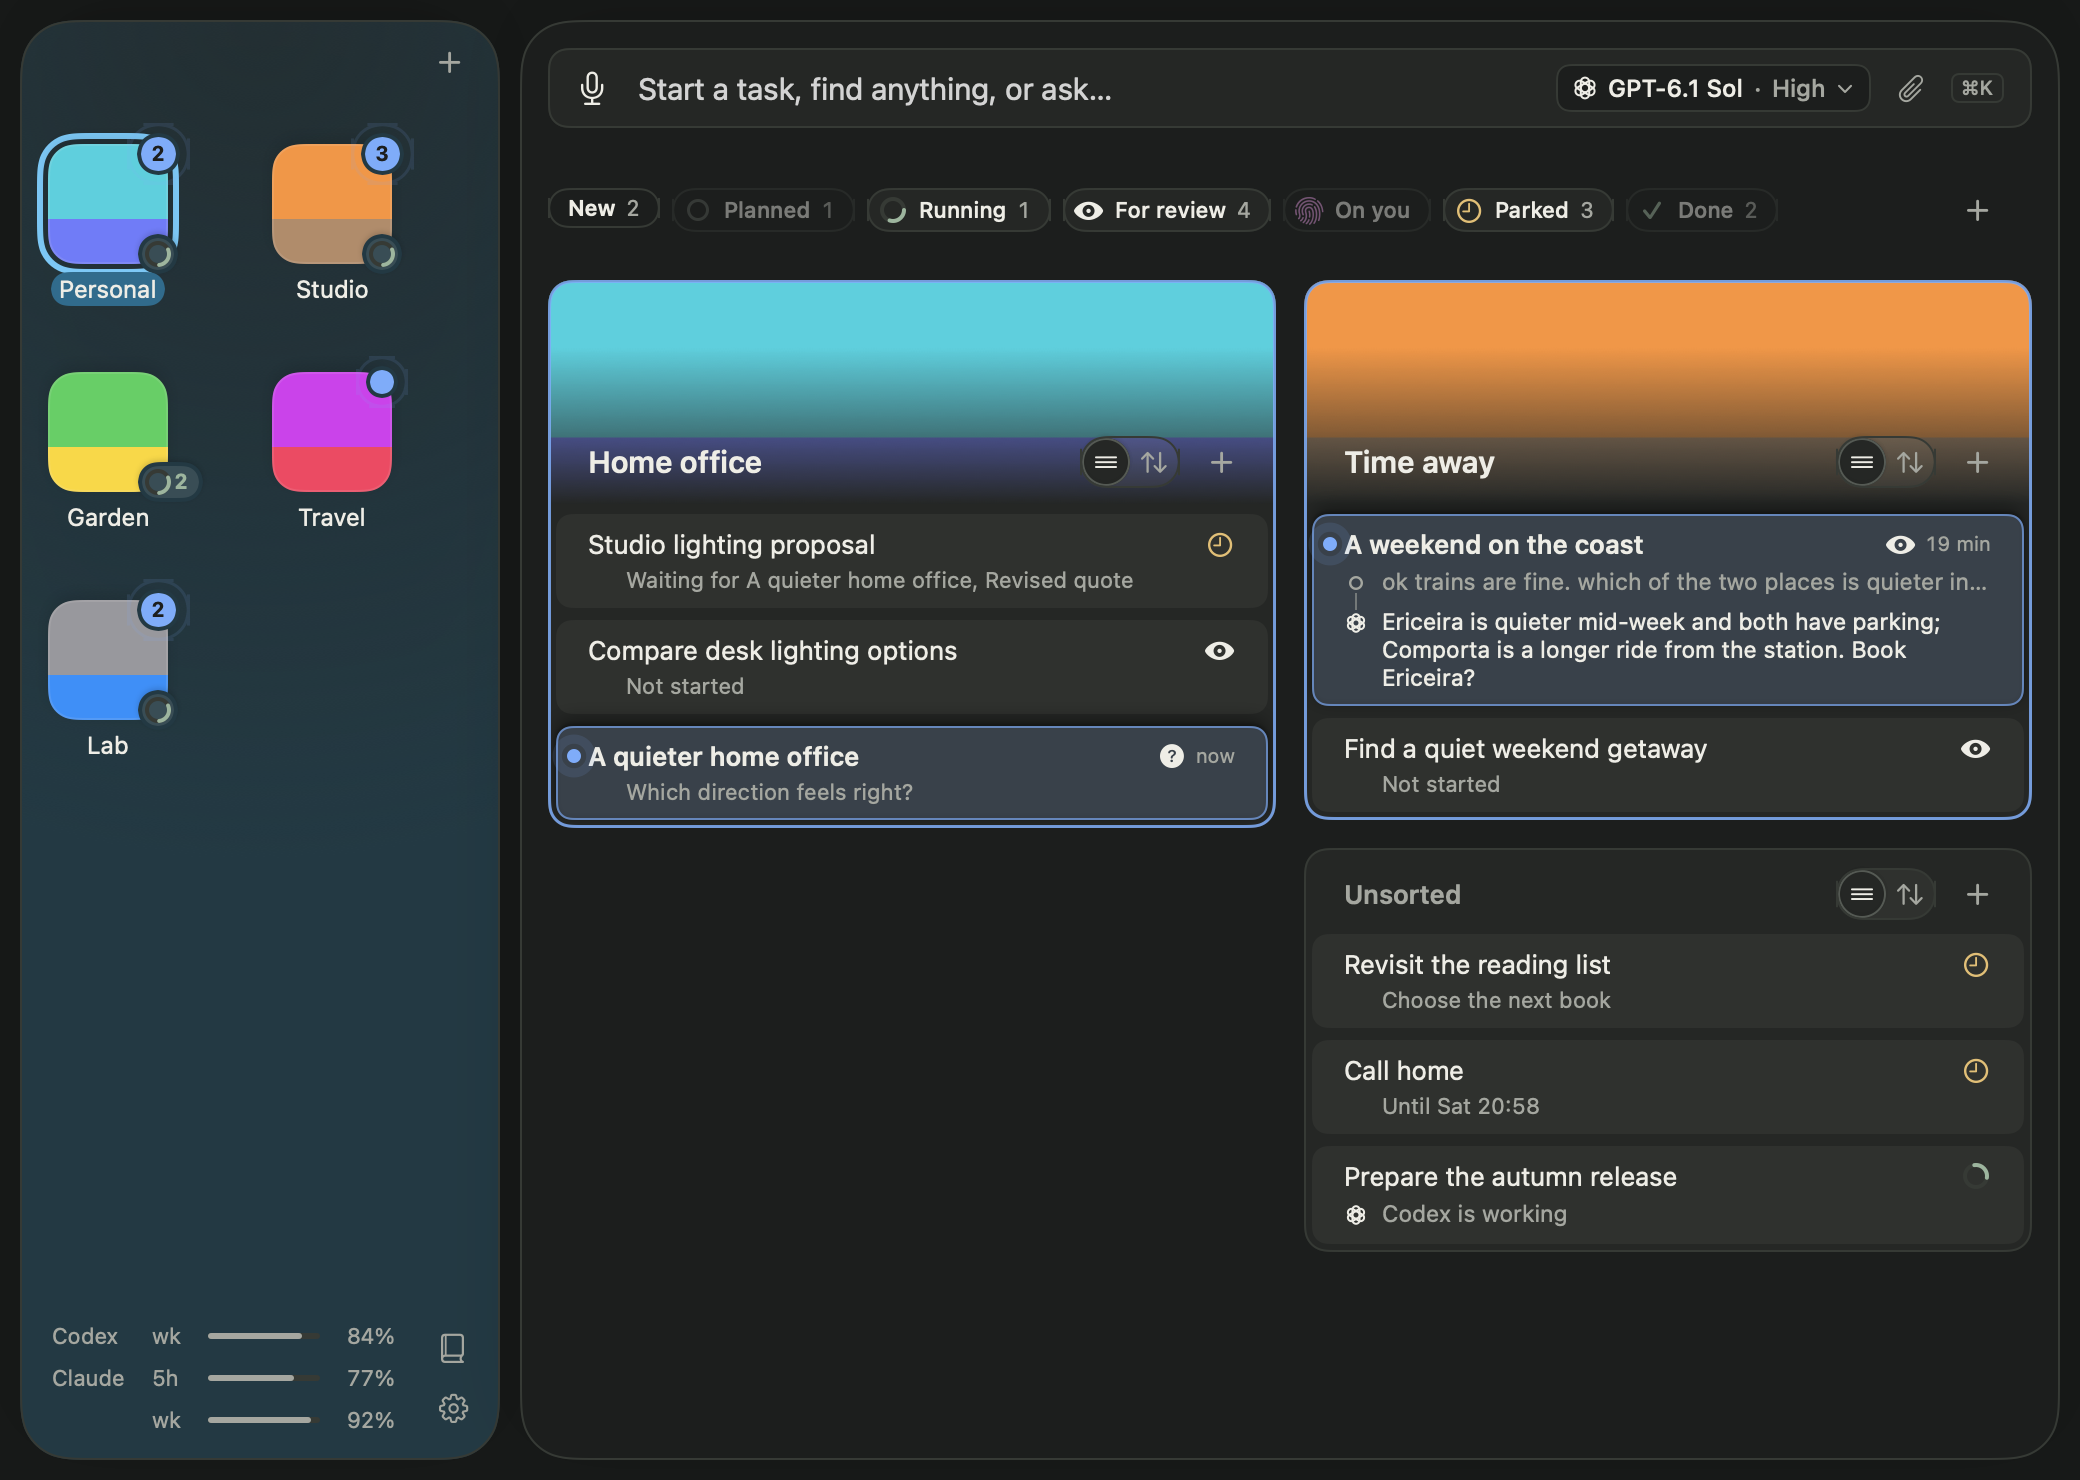 2
Personal
3
Studio
2
Garden
Travel
2
Lab
Codex wk 84%
Claude 5h 77%
wk 92%
Start a task, find anything, or ask...
GPT-6.1 Sol · High
⌘K
New 2
Planned 1
Running 1
For review 4
On you
Parked 3
Done 2
Home office
Studio lighting proposal
Waiting for A quieter home office, Revised quote
Compare desk lighting options
Not started
A quieter home office
? now
Which direction feels right?
Time away
A weekend on the coast
19 min
ok trains are fine. which of the two places is quieter in...
Ericeira is quieter mid-week and both have parking;
Comporta is a longer ride from the station. Book
Ericeira?
Find a quiet weekend getaway
Not started
Unsorted
Revisit the reading list
Choose the next book
Call home
Until Sat 20:58
Prepare the autumn release
Codex is working